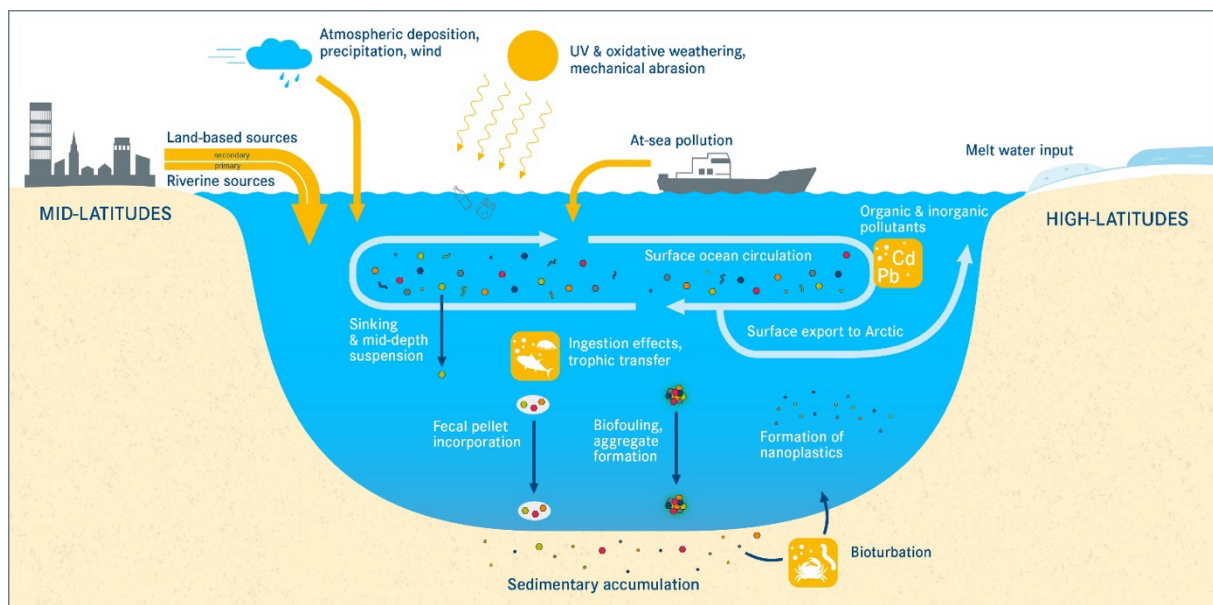 Atmospheric deposition,
precipitation, wind
UV & oxidative weathering,
mechanical abrasion
Land-based sources
secondary
primary
Riverine sources
At-sea pollution
Melt water input
MID-LATITUDES
HIGH-LATITUDES
Organic & inorganic
pollutants
Cd
Pb
Surface ocean circulation
Sinking
& mid-depth
suspension
Ingestion effects,
trophic transfer
Surface export to Arctic
Fecal pellet
incorporation
Biofouling,
aggregate
formation
Formation of
nanoplastics
Bioturbation
Sedimentary accumulation